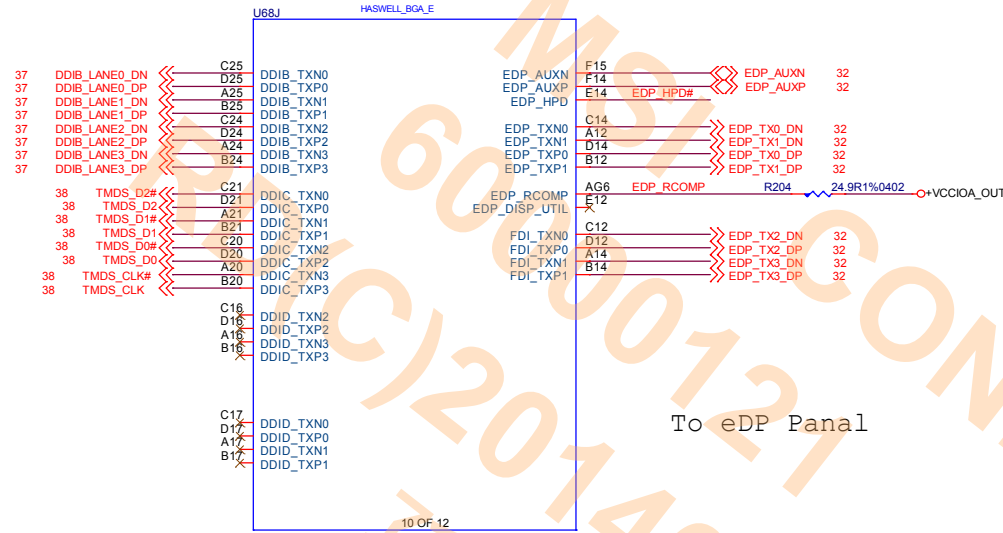 U68J HASWELL_BGA_E
37 DDIB_LANE0_DN C25 DDIB_TXN0
37 DDIB_LANE0_DP D25 DDIB_TXP0
37 DDIB_LANE1_DN A25 DDIB_TXN1
37 DDIB_LANE1_DP B25 DDIB_TXP1
37 DDIB_LANE2_DN C24 DDIB_TXN2
37 DDIB_LANE2_DP D24 DDIB_TXP2
37 DDIB_LANE3_DN A24 DDIB_TXN3
37 DDIB_LANE3_DP B24 DDIB_TXP3
38 TMDS_D2# C21 DDIC_TXN0
38 TMDS_D2 D21 DDIC_TXP0
38 TMDS_D1# A21 DDIC_TXN1
38 TMDS_D1 B21 DDIC_TXP1
38 TMDS_D0# C20 DDIC_TXN2
38 TMDS_D0 D20 DDIC_TXP2
38 TMDS_CLK# A20 DDIC_TXN3
38 TMDS_CLK B20 DDIC_TXP3
C16 DDID_TXN2
D16 DDID_TXP2
A16 DDID_TXN3
B16 DDID_TXP3
C17 DDID_TXN0
D17 DDID_TXP0
A17 DDID_TXN1
B17 DDID_TXP1
EDP_AUXN F15 EDP_AUXN 32
EDP_AUXP F14 EDP_AUXP 32
EDP_HPD E14 EDP_HPD#
EDP_TXN0 C14 EDP_TX0_DN 32
EDP_TXN1 A12 EDP_TX1_DN 32
EDP_TXP0 D14 EDP_TX0_DP 32
EDP_TXP1 B12 EDP_TX1_DP 32
EDP_RCOMP AG6 EDP_RCOMP R204 24.9R1%0402 +VCCIOA_OUT
EDP_DISP_UTIL E12
FDI_TXN0 C12 EDP_TX2_DN 32
FDI_TXP0 D12 EDP_TX2_DP 32
FDI_TXN1 A14 EDP_TX3_DN 32
FDI_TXP1 B14 EDP_TX3_DP 32
To eDP Panal
10 OF 12
MSI CON
60000121
(C)2014